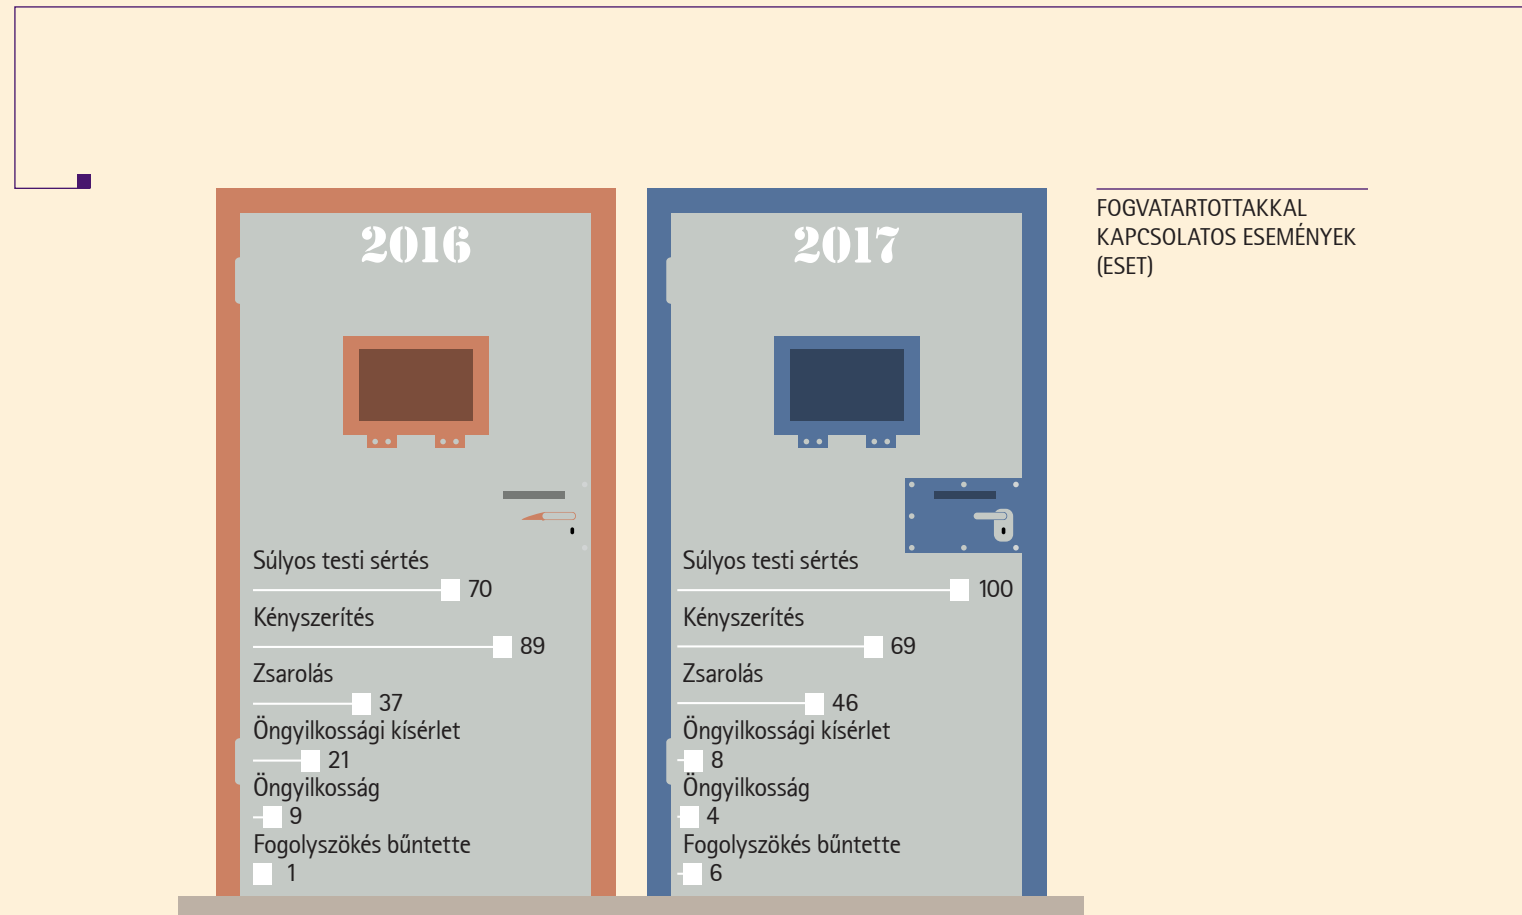 2016
Súlyos testi sértés
70
Kényszerítés
89
Zsarolás
37
Öngyilkossági kísérlet
21
Öngyilkosság
9
Fogolyszökés bűntette
1
2017
Súlyos testi sértés
100
Kényszerítés
69
Zsarolás
46
Öngyilkossági kísérlet
8
Öngyilkosság
4
Fogolyszökés bűntette
6
FOGVATARTOTTAKKAL
KAPCSOLATOS ESEMÉNYEK
(ESET)